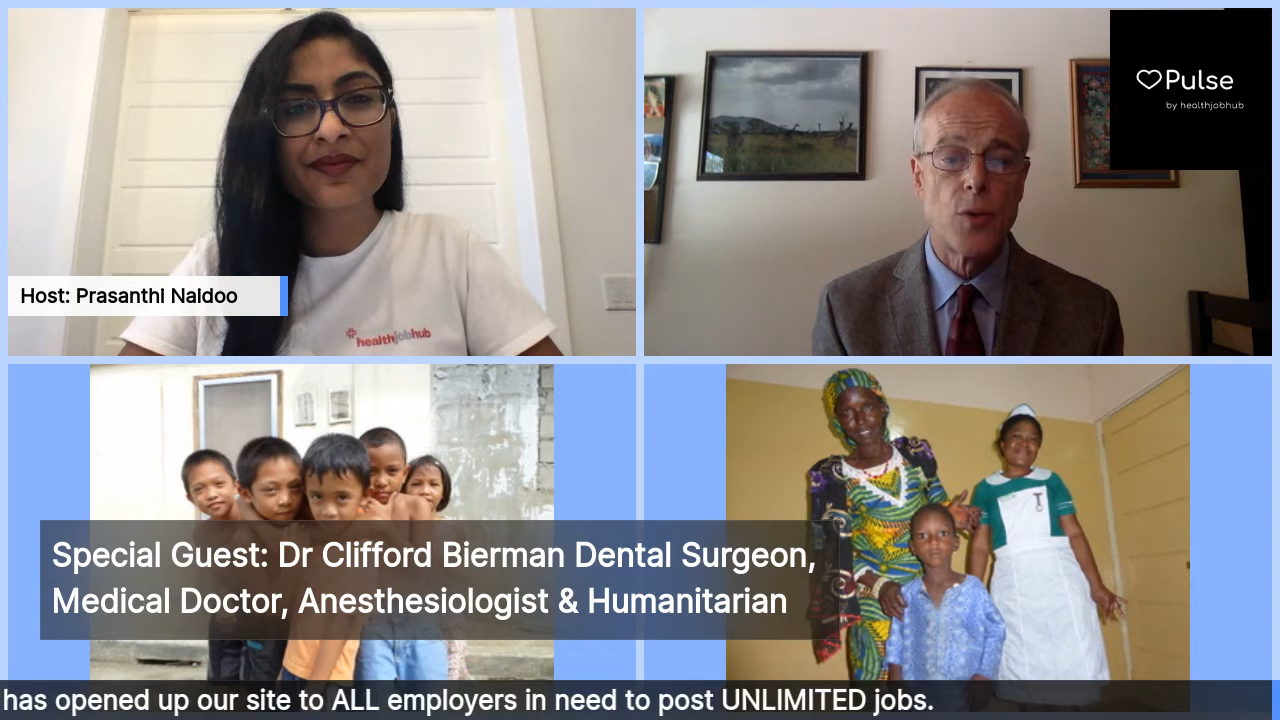 Pulse
by healthjobhub
healthjobhub
Host: Prasanthi Naidoo
Special Guest: Dr Clifford Bierman Dental Surgeon,
Medical Doctor, Anesthesiologist & Humanitarian
has opened up our site to ALL employers in need to post UNLIMITED jobs.